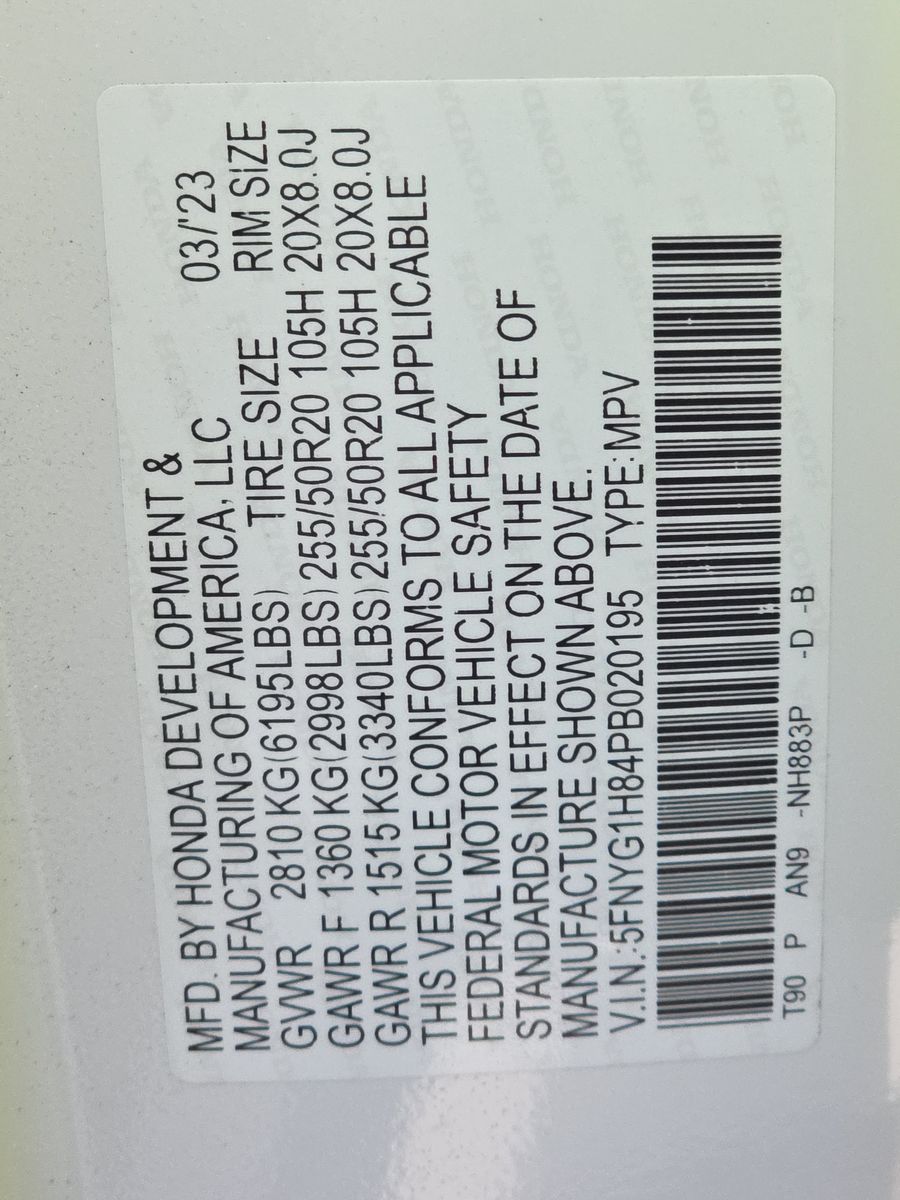 MFD. BY HONDA DEVELOPMENT &
MANUFACTURING OF AMERICA, LLC 03/'23
GVWR 2810 KG(6195LBS) TIRE SIZE RIM SIZE
GAWR F 1360 KG(2998LBS) 255/50R20 105H 20X8.0J
GAWR R 1515 KG(3340LBS) 255/50R20 105H 20X8.0J
THIS VEHICLE CONFORMS TO ALL APPLICABLE
FEDERAL MOTOR VEHICLE SAFETY
STANDARDS IN EFFECT ON THE DATE OF
MANUFACTURE SHOWN ABOVE.
V.I.N.:5FNYG1H84PB020195 TYPE:MPV
T90 P AN9 -NH883P -D -B